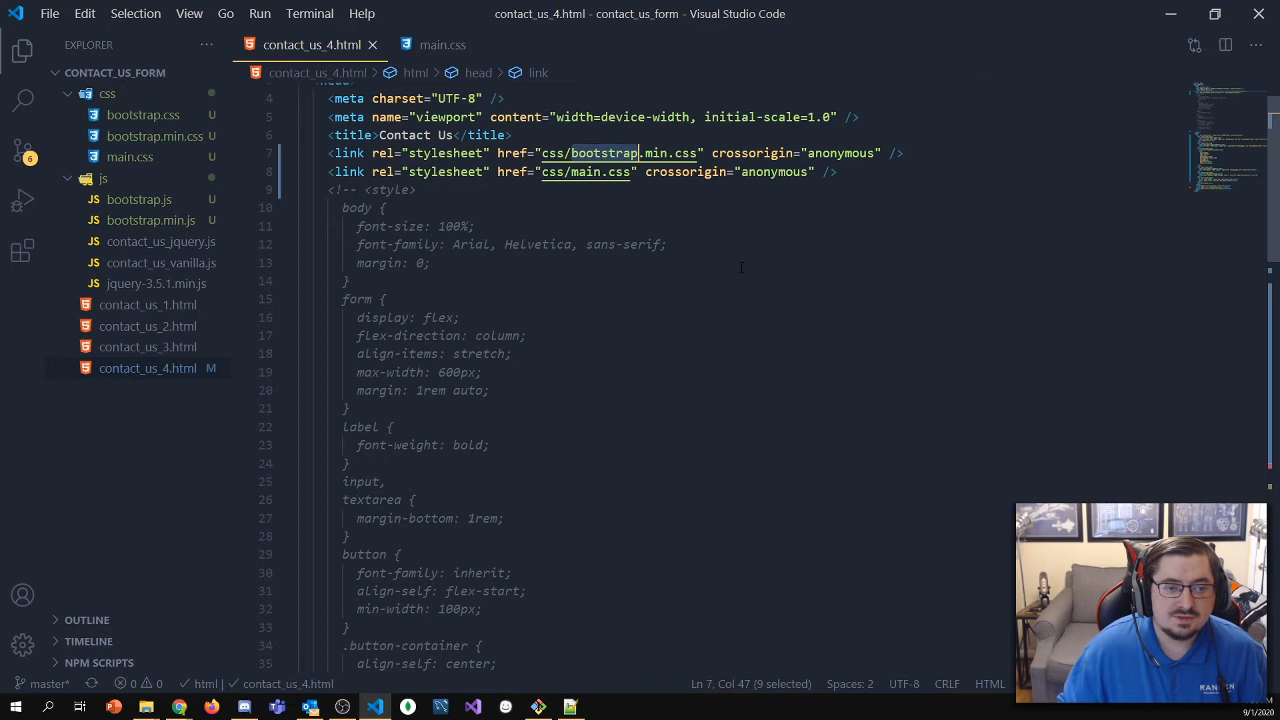 File Edit Selection View Go Run Terminal Help contact_us_4.html - contact_us_form - Visual Studio Code
EXPLORER
contact_us_4.html
main.css
CONTACT_US_FORM
contact_us_4.html > html > head > link
css
bootstrap.css
bootstrap.min.css
main.css
js
bootstrap.js
bootstrap.min.js
contact_us_jquery.js
contact_us_vanilla.js
jquery-3.5.1.min.js
contact_us_1.html
contact_us_2.html
contact_us_3.html
contact_us_4.html M
U
U
U
U
U
6
OUTLINE
TIMELINE
NPM SCRIPTS
4 <meta charset="UTF-8" />
5 <meta name="viewport" content="width=device-width, initial-scale=1.0" />
6 <title>Contact Us</title>
7 <link rel="stylesheet" href="css/bootstrap.min.css" crossorigin="anonymous" />
8 <link rel="stylesheet" href="css/main.css" crossorigin="anonymous" />
9 <!-- <style>
10 body {
11 font-size: 100%;
12 font-family: Arial, Helvetica, sans-serif;
13 margin: 0;
14 }
15 form {
16 display: flex;
17 flex-direction: column;
18 align-items: stretch;
19 max-width: 600px;
20 margin: 1rem auto;
21 }
22 label {
23 font-weight: bold;
24 }
25 input,
26 textarea {
27 margin-bottom: 1rem;
28 }
29 button {
30 font-family: inherit;
31 align-self: flex-start;
32 min-width: 100px;
33 }
34 .button-container {
35 align-self: center;
master* 0 0 html contact_us_4.html Ln 7, Col 47 (9 selected) Spaces: 2 UTF-8 CRLF HTML
9/1/2020